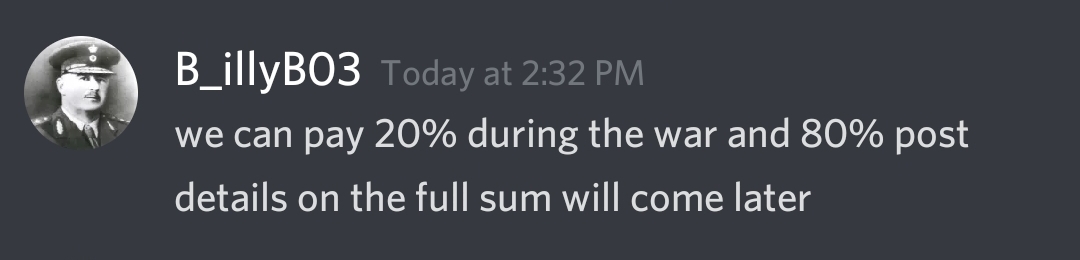 B_illyB03 Today at 2:32 PM
we can pay 20% during the war and 80% post
details on the full sum will come later